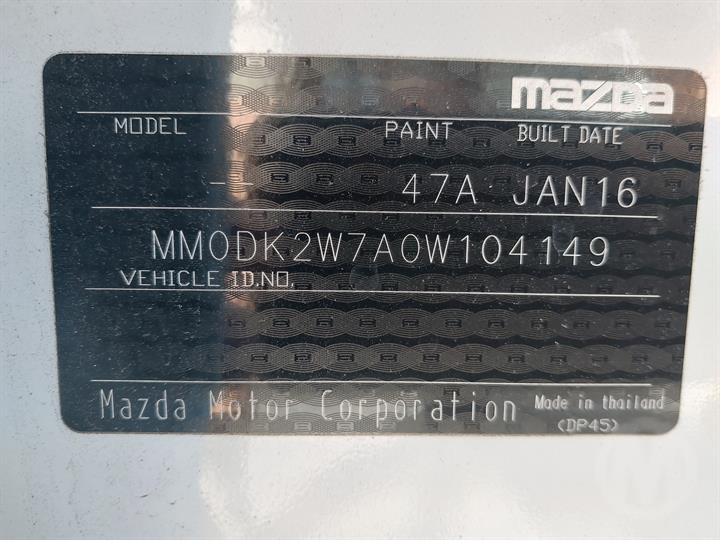 mazda
MODEL PAINT BUILT DATE
-- 47A JAN16
MM0DK2W7A0W104149
VEHICLE ID.NO.
Mazda Motor Corporation Made in thailand
(DP45)
M